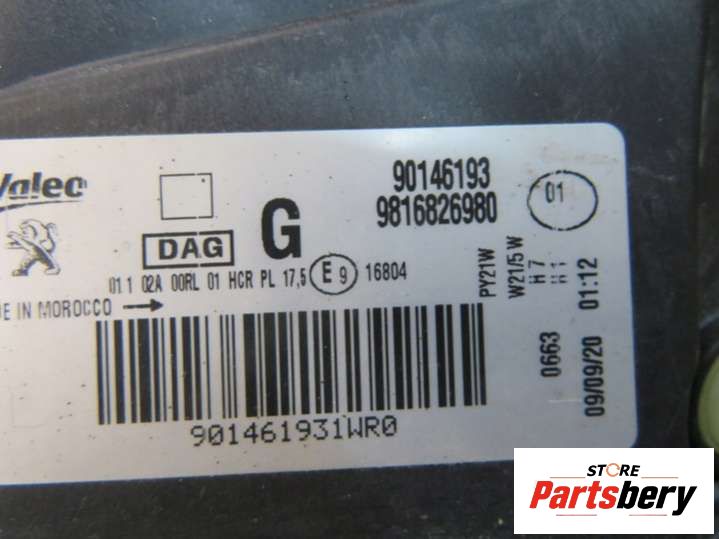 Valeo
90146193
9816826980
01
DAG
G
01 1 02A 00RL 01 HCR PL 17,5 E 9 16804
IN MOROCCO
PY21W
W21/5 W
H 7
H 1
0663
09/09/20 01:12
901461931WR0
STORE
Partsbery